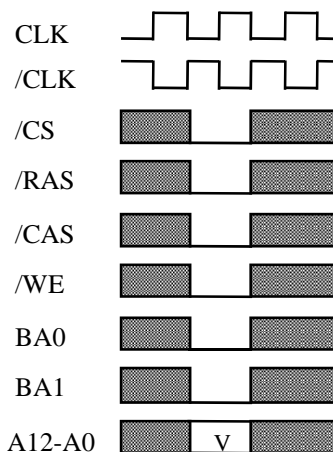 CLK
/CLK
/CS
/RAS
/CAS
/WE
BA0
BA1
A12-A0 V